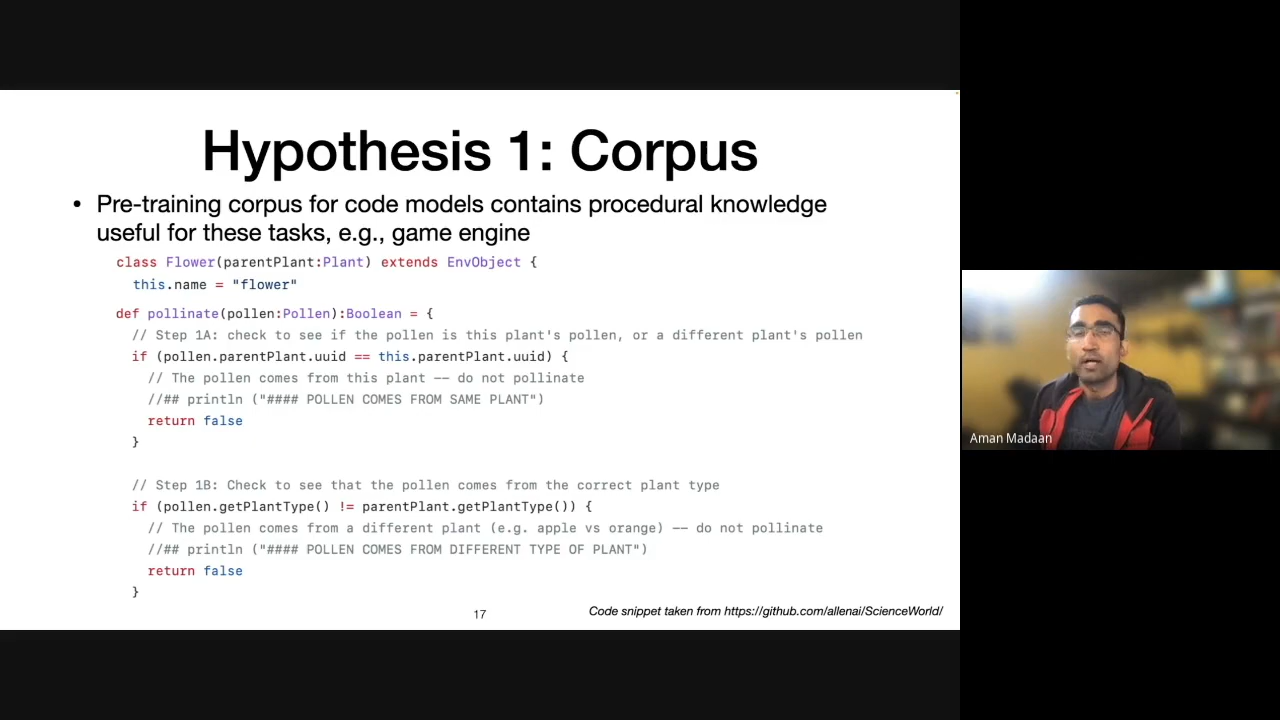 Hypothesis 1: Corpus
• Pre-training corpus for code models contains procedural knowledge
useful for these tasks, e.g., game engine
class Flower(parentPlant:Plant) extends EnvObject {
this.name = "flower"
def pollinate(pollen:Pollen):Boolean = {
// Step 1A: check to see if the pollen is this plant's pollen, or a different plant's pollen
if (pollen.parentPlant.uuid == this.parentPlant.uuid) {
// The pollen comes from this plant -- do not pollinate
//## println ("#### POLLEN COMES FROM SAME PLANT")
return false
}
// Step 1B: Check to see that the pollen comes from the correct plant type
if (pollen.getPlantType() != parentPlant.getPlantType()) {
// The pollen comes from a different plant (e.g. apple vs orange) -- do not pollinate
//## println ("#### POLLEN COMES FROM DIFFERENT TYPE OF PLANT")
return false
}
17
Code snippet taken from https://github.com/allenai/ScienceWorld/
Aman Madaan